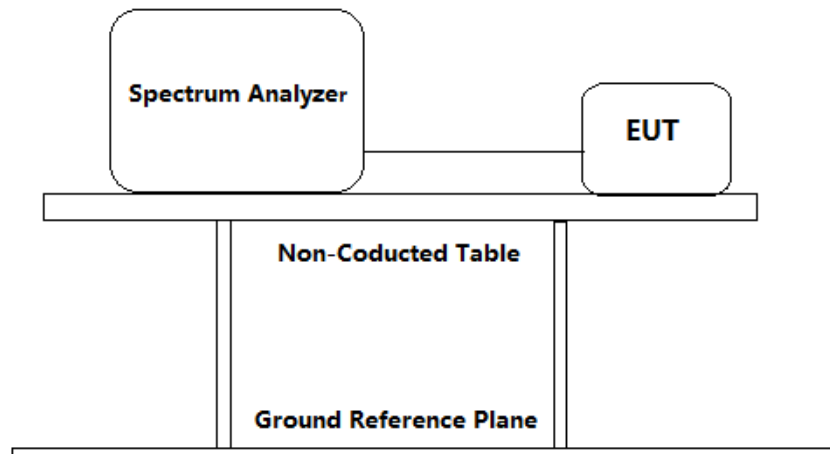 Spectrum Analyzer
EUT
Non-Coducted Table
Ground Reference Plane